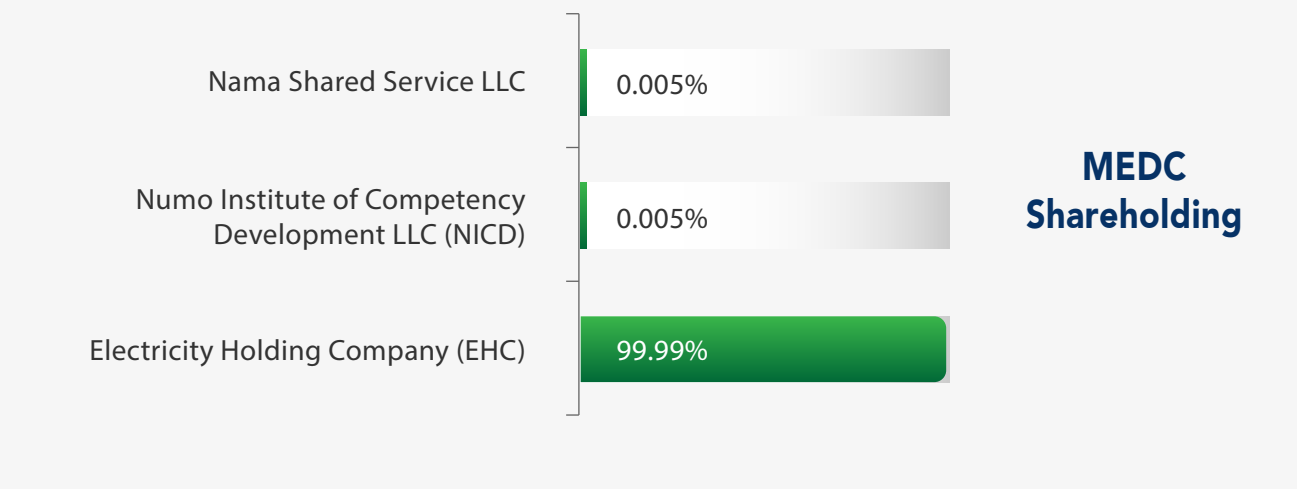 Nama Shared Service LLC
0.005%
Numo Institute of Competency
Development LLC (NICD)
0.005%
Electricity Holding Company (EHC)
99.99%
MEDC
Shareholding